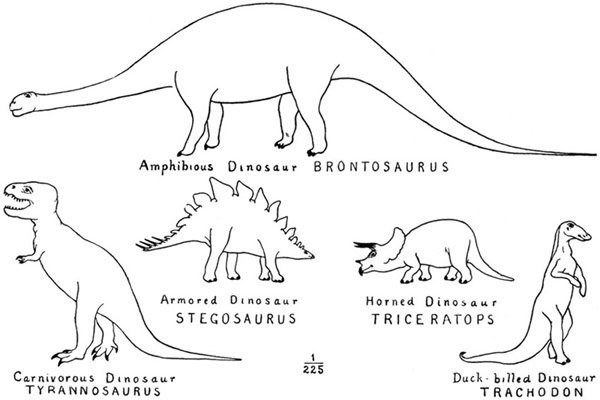 Amphibious Dinosaur BRONTOSAURUS
Armored Dinosaur
STEGOSAURUS
Horned Dinosaur
TRICERATOPS
1
225
Carnivorous Dinosaur
TYRANNOSAURUS
Duck-billed Dinosaur
TRACHODON